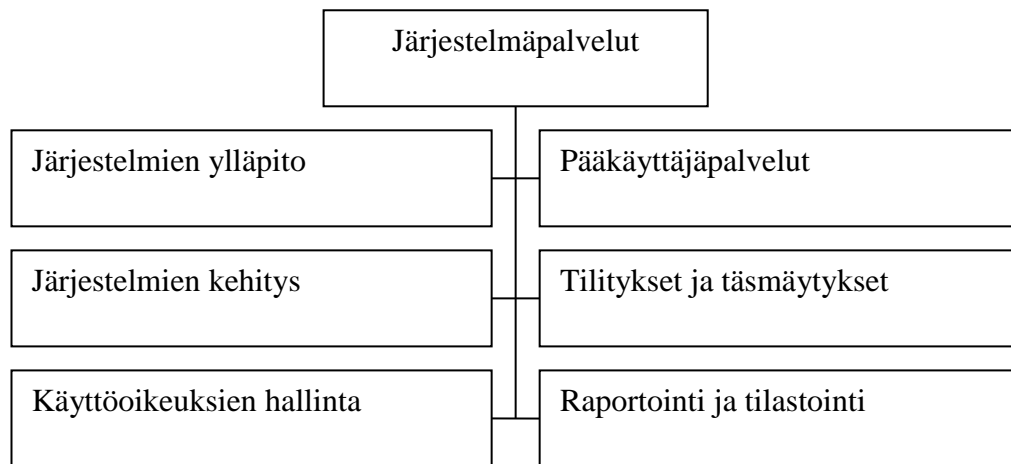 Järjestelmäpalvelut
Järjestelmien ylläpito
Pääkäyttäjäpalvelut
Järjestelmien kehitys
Tilitykset ja täsmäytykset
Käyttöoikeuksien hallinta
Raportointi ja tilastointi